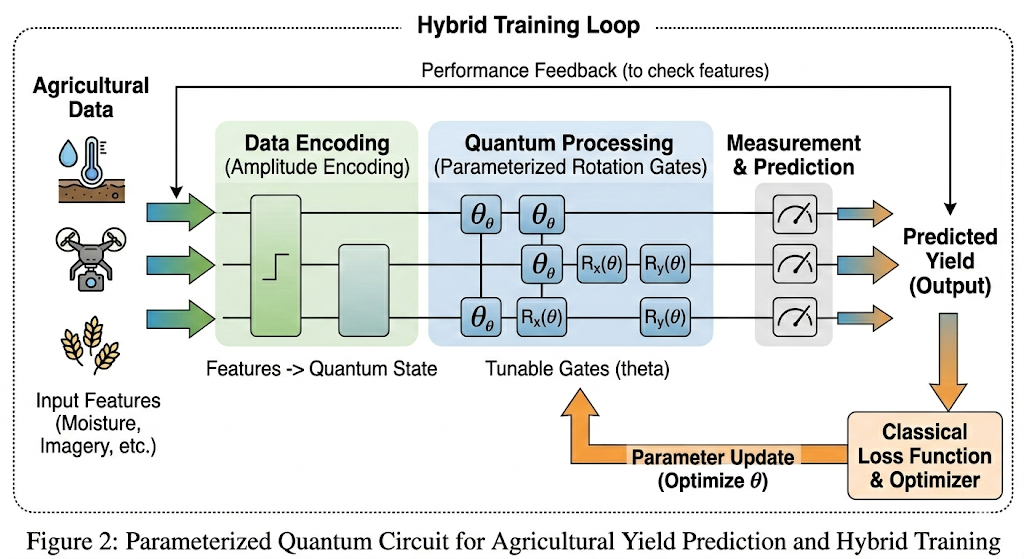 Hybrid Training Loop
Performance Feedback (to check features)
Agricultural
Data
Data Encoding
(Amplitude Encoding)
Quantum Processing
(Parameterized Rotation Gates)
Measurement
& Prediction
θθ
θθ
θθ
Rx(θ)
Ry(θ)
θθ
Rx(θ)
Ry(θ)
Predicted
Yield
(Output)
Features -> Quantum State
Tunable Gates (theta)
Input Features
(Moisture,
Imagery, etc.)
Parameter Update
(Optimize θ)
Classical
Loss Function
& Optimizer
Figure 2: Parameterized Quantum Circuit for Agricultural Yield Prediction and Hybrid Training